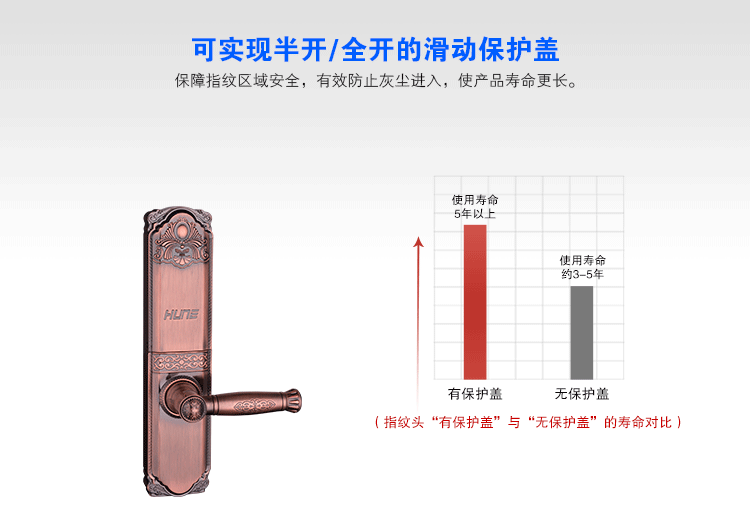 可实现半开/全开的滑动保护盖
保障指纹区域安全，有效防止灰尘进入，使产品寿命更长。
HUNE
使用寿命
5年以上
使用寿命
约3-5年
有保护盖
无保护盖
（指纹头“有保护盖”与“无保护盖”的寿命对比）